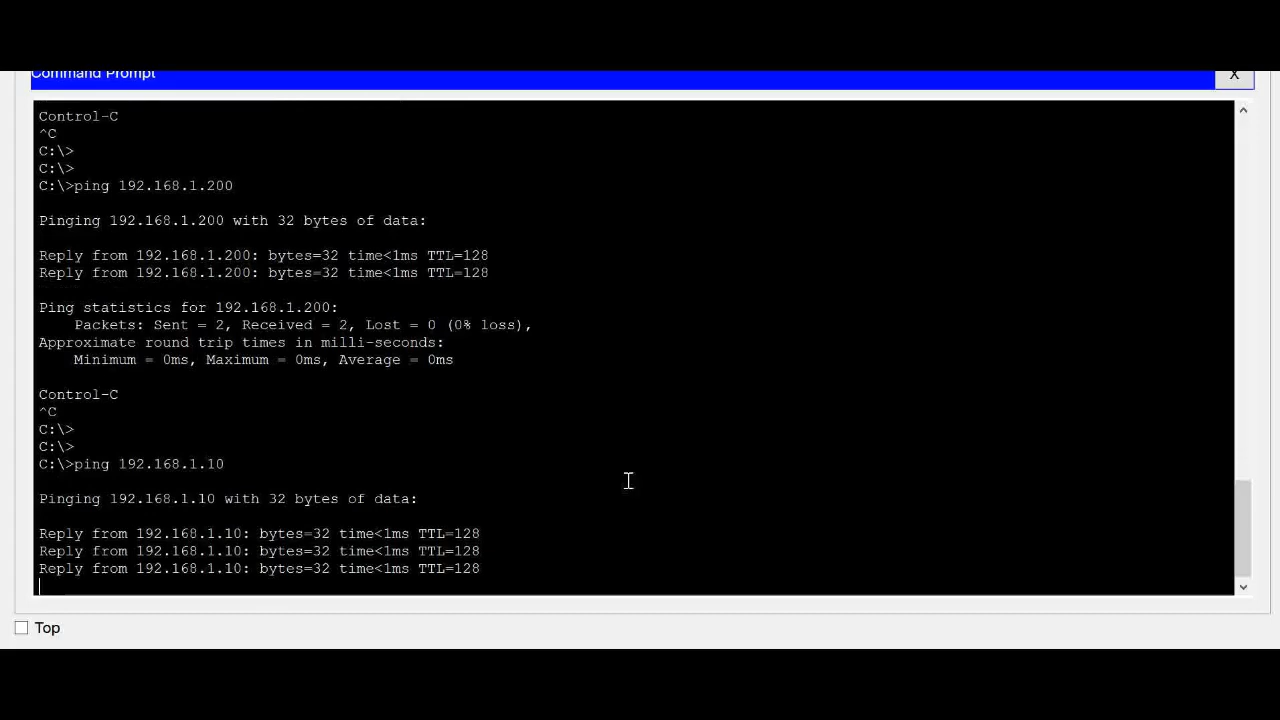 Command Prompt
X
Control-C
^C
C:\>
C:\>
C:\>ping 192.168.1.200
Pinging 192.168.1.200 with 32 bytes of data:
Reply from 192.168.1.200: bytes=32 time<1ms TTL=128
Reply from 192.168.1.200: bytes=32 time<1ms TTL=128
Ping statistics for 192.168.1.200:
Packets: Sent = 2, Received = 2, Lost = 0 (0% loss),
Approximate round trip times in milli-seconds:
Minimum = 0ms, Maximum = 0ms, Average = 0ms
Control-C
^C
C:\>
C:\>
C:\>ping 192.168.1.10
Pinging 192.168.1.10 with 32 bytes of data:
Reply from 192.168.1.10: bytes=32 time<1ms TTL=128
Reply from 192.168.1.10: bytes=32 time<1ms TTL=128
Reply from 192.168.1.10: bytes=32 time<1ms TTL=128
Top